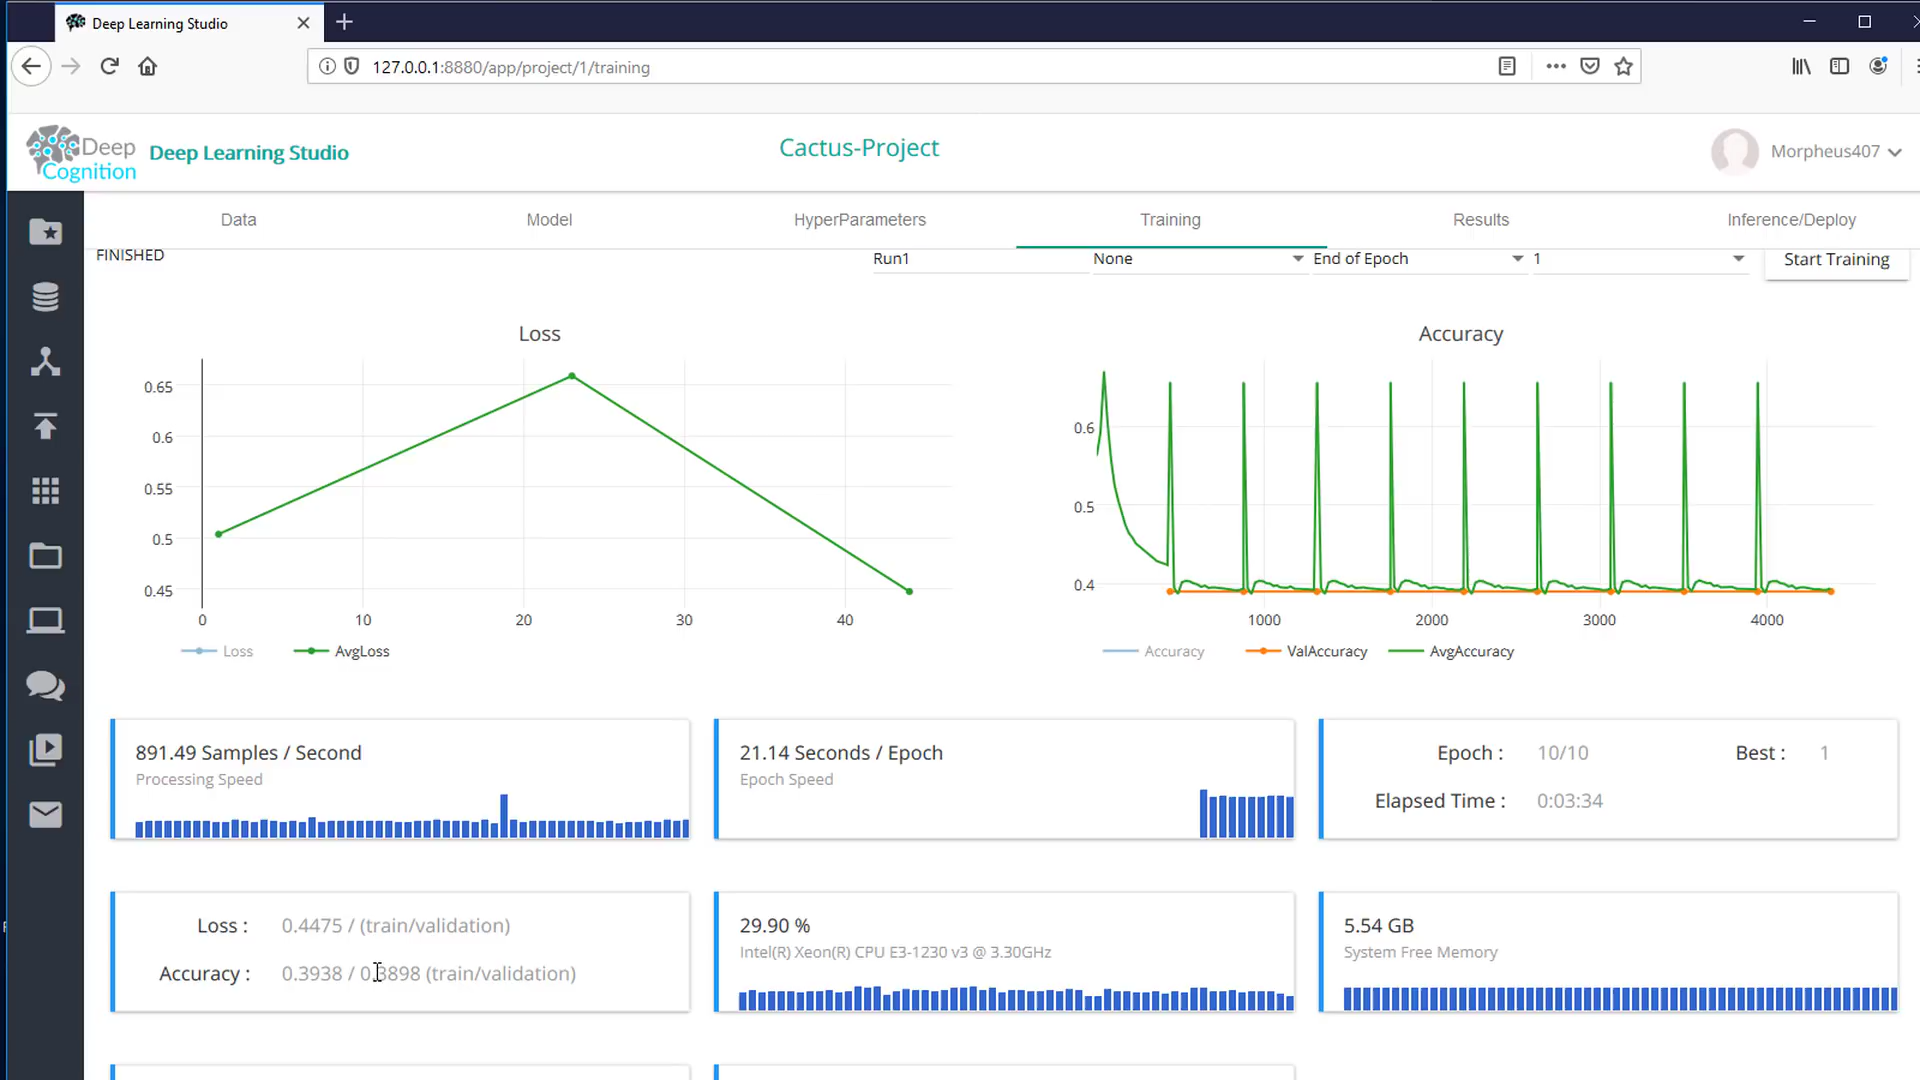 Deep Learning Studio
127.0.0.1:8880/app/project/1/training
Deep
Cognition
Deep Learning Studio
Cactus-Project
Morpheus407
Data
Model
HyperParameters
Training
Results
Inference/Deploy
FINISHED
Run1
None
End of Epoch
1
Start Training
Loss
0.65
0.6
0.55
0.5
0.45
0
10
20
30
40
Loss
AvgLoss
Accuracy
0.6
0.5
0.4
1000
2000
3000
4000
Accuracy
ValAccuracy
AvgAccuracy
891.49 Samples / Second
Processing Speed
21.14 Seconds / Epoch
Epoch Speed
Epoch : 10/10 Best : 1
Elapsed Time : 0:03:34
Loss : 0.4475 / (train/validation)
Accuracy : 0.3938 / 0.3898 (train/validation)
29.90 %
Intel(R) Xeon(R) CPU E3-1230 v3 @ 3.30GHz
5.54 GB
System Free Memory